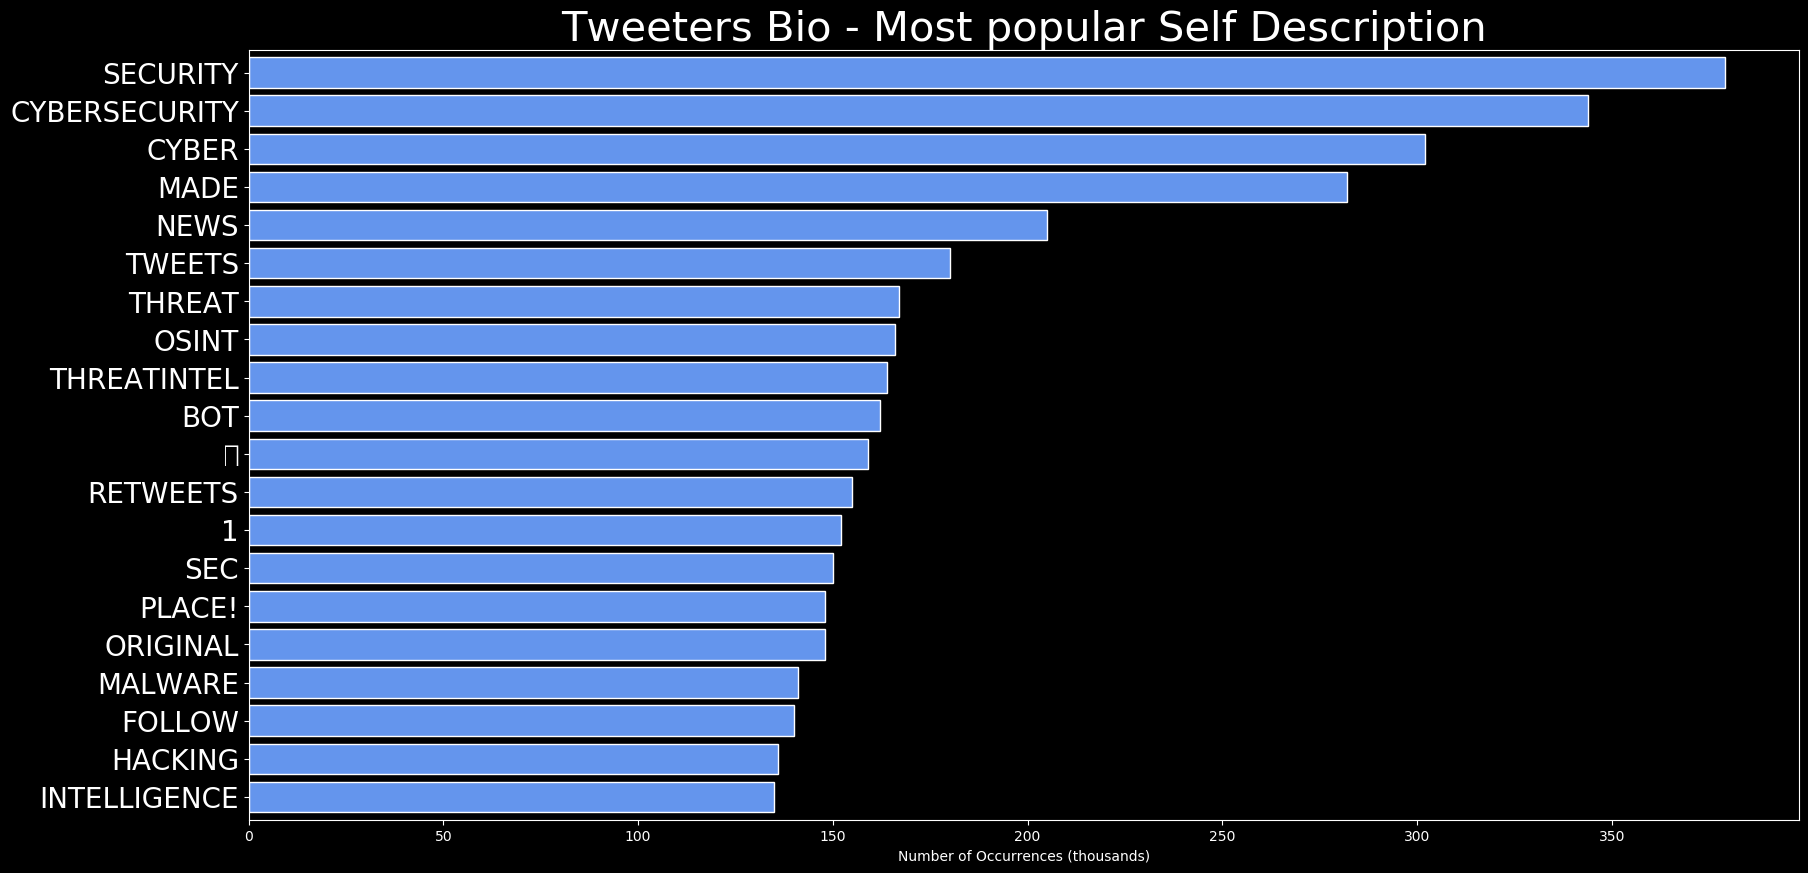 Tweeters Bio - Most popular Self Description
SECURITY
CYBERSECURITY
CYBER
MADE
NEWS
TWEETS
THREAT
OSINT
THREATINTEL
BOT
RETWEETS
1
SEC
PLACE!
ORIGINAL
MALWARE
FOLLOW
HACKING
INTELLIGENCE
0 50 100 150 200 250 300 350
Number of Occurrences (thousands)